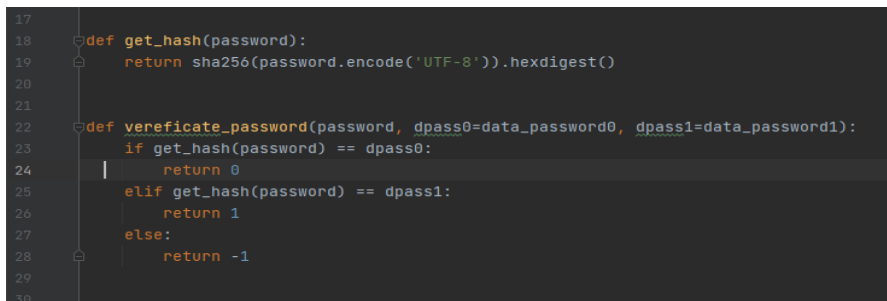 17
18 def get_hash(password):
19 return sha256(password.encode('UTF-8')).hexdigest()
20
21
22 def vereficate_password(password, dpass0=data_password0, dpass1=data_password1):
23 if get_hash(password) == dpass0:
24 return 0
25 elif get_hash(password) == dpass1:
26 return 1
27 else:
28 return -1
29
30